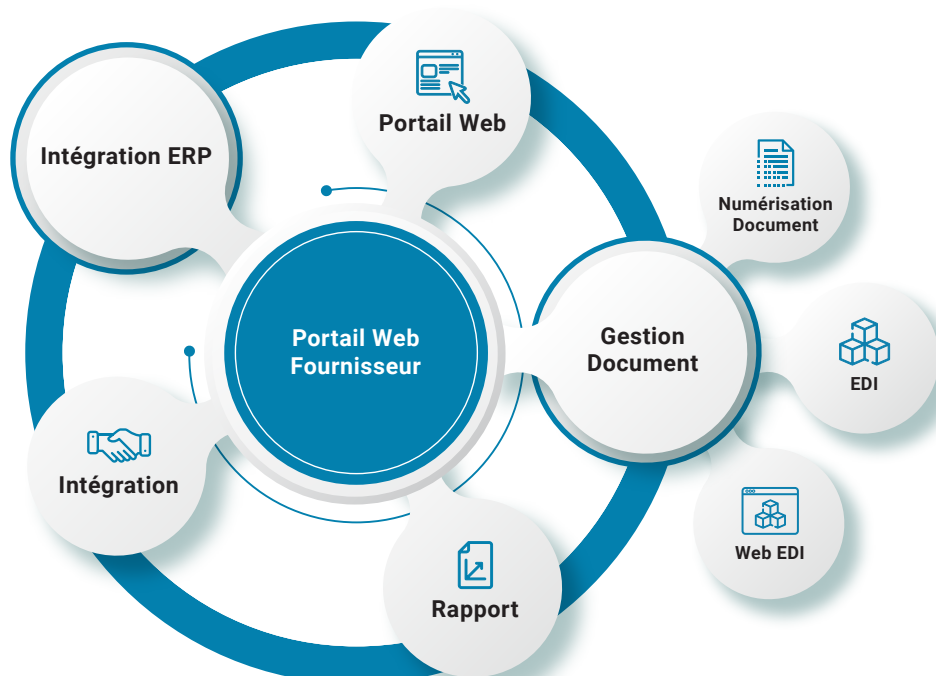 Portail Web
Intégration ERP
Numérisation
Document
Portail Web
Fournisseur
Gestion
Document
EDI
Intégration
Web EDI
Rapport